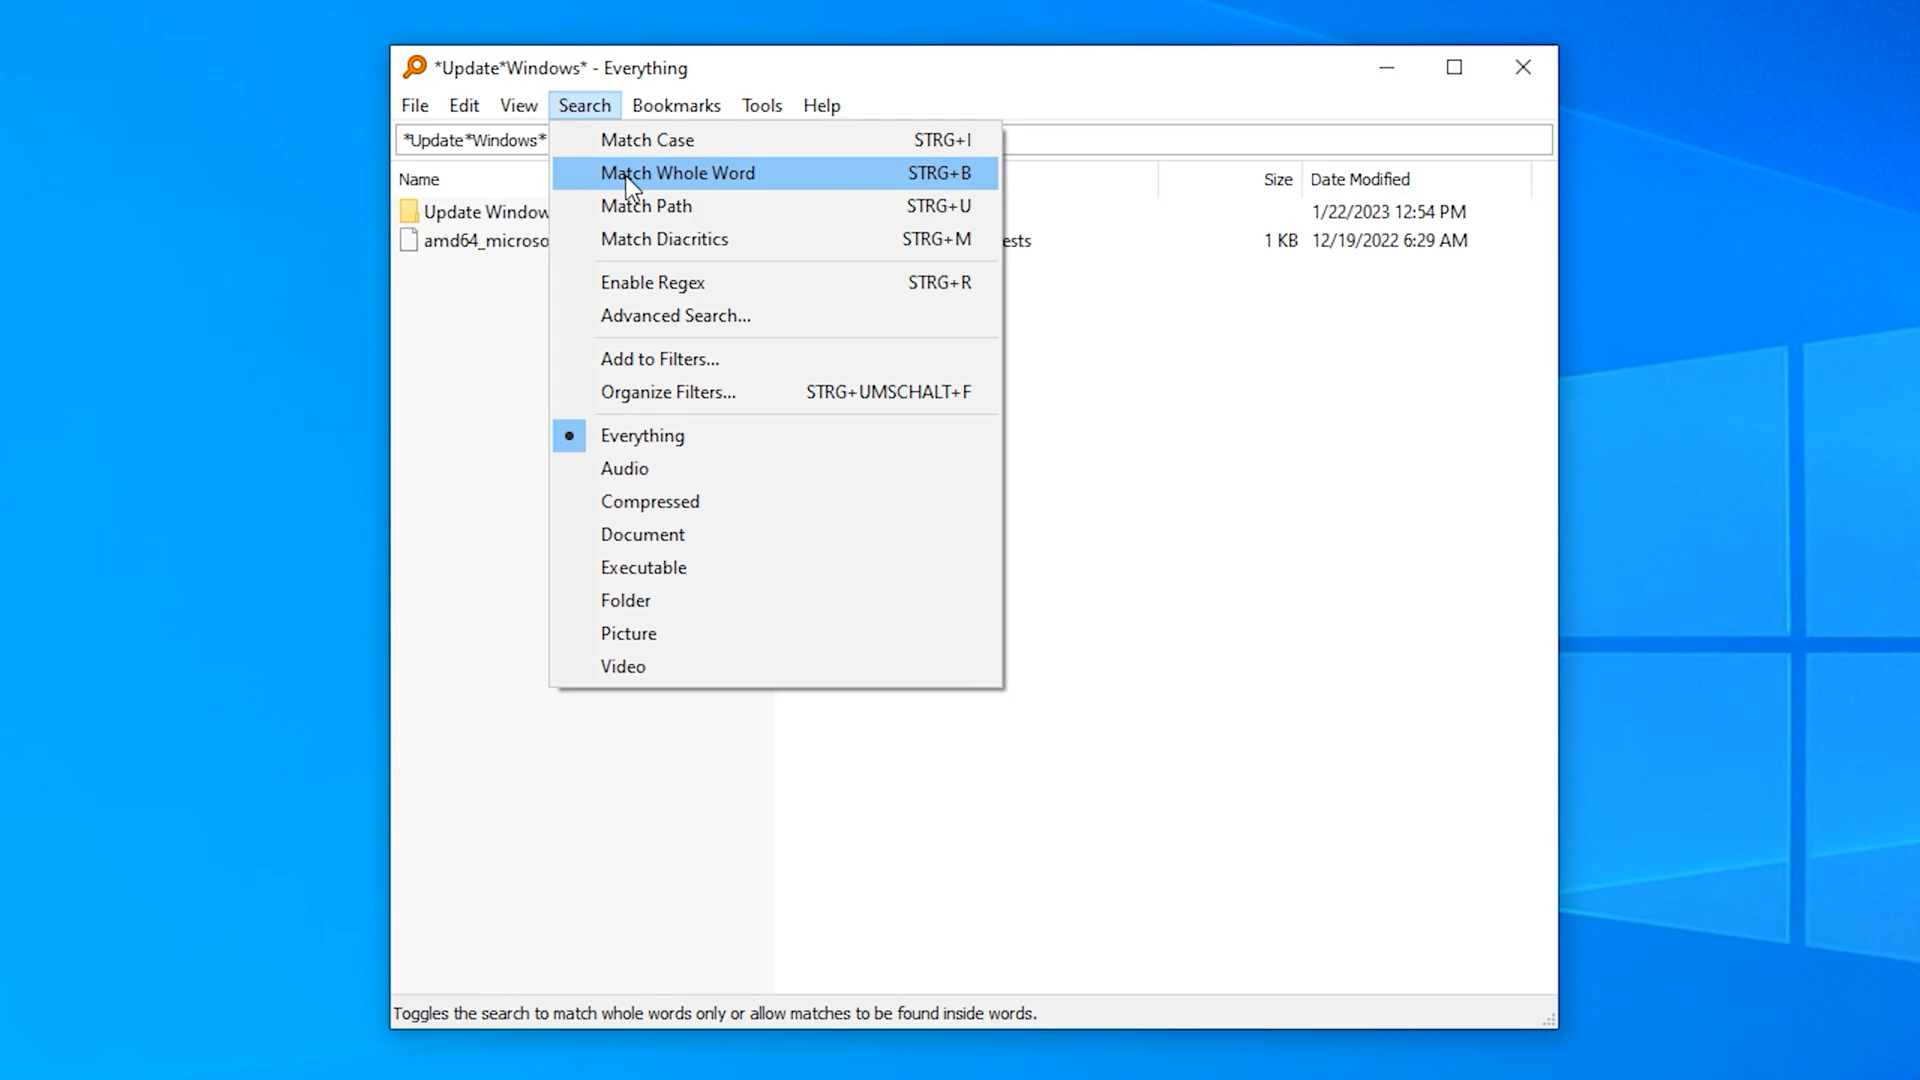 *Update*Windows* - Everything
File Edit View Search Bookmarks Tools Help
*Update*Windows*
Name Size Date Modified
Update Window 1/22/2023 12:54 PM
amd64_microso ests 1 KB 12/19/2022 6:29 AM
Match Case STRG+I
Match Whole Word STRG+B
Match Path STRG+U
Match Diacritics STRG+M
Enable Regex STRG+R
Advanced Search...
Add to Filters...
Organize Filters... STRG+UMSCHALT+F
Everything
Audio
Compressed
Document
Executable
Folder
Picture
Video
Toggles the search to match whole words only or allow matches to be found inside words.